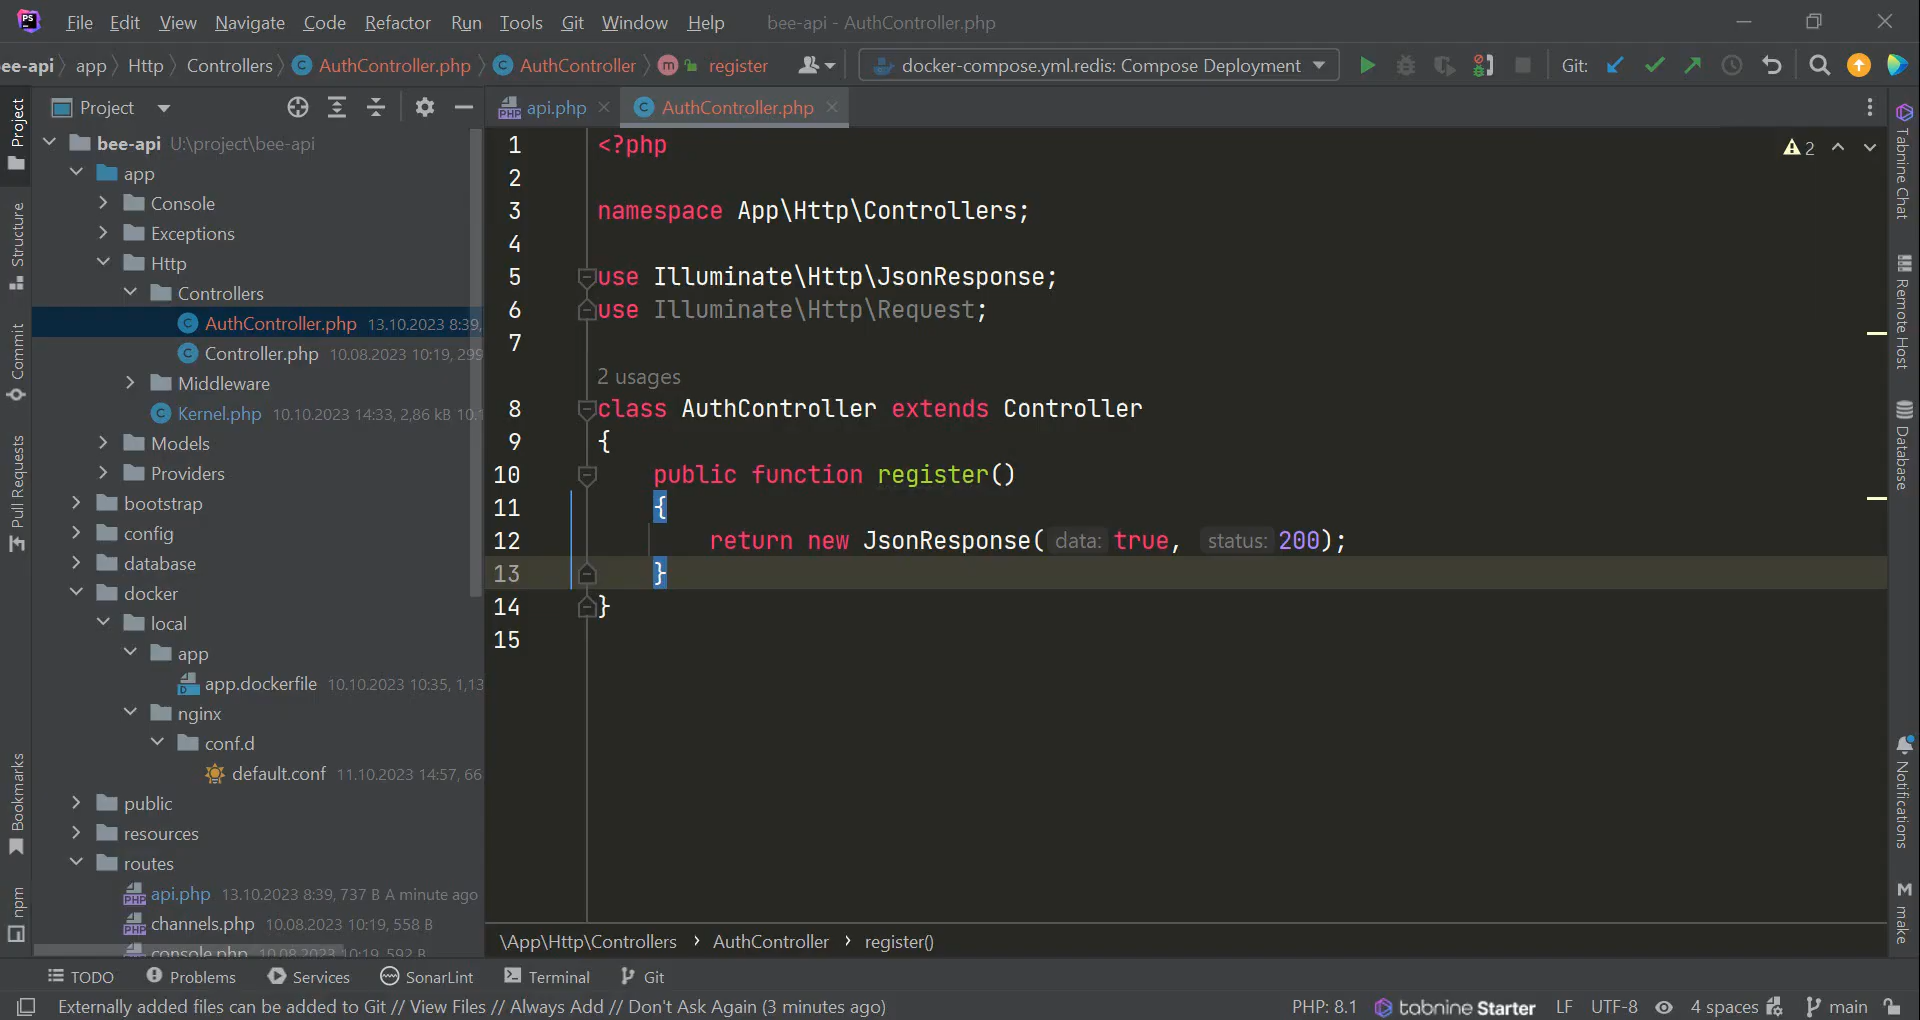 File Edit View Navigate Code Refactor Run Tools Git Window Help bee-api - AuthController.php
ee-api app Http Controllers AuthController.php AuthController register docker-compose.yml.redis: Compose Deployment Git:
Project
api.php
AuthController.php
bee-api U:\project\bee-api
app
Console
Exceptions
Http
Controllers
AuthController.php 13.10.2023 8:39,
Controller.php 10.08.2023 10:19, 299
Middleware
Kernel.php 10.10.2023 14:33, 2,86 kB 10.1
Models
Providers
bootstrap
config
database
docker
local
app
app.dockerfile 10.10.2023 10:35, 1,13
nginx
conf.d
default.conf 11.10.2023 14:57, 66
public
resources
routes
api.php 13.10.2023 8:39, 737 B A minute ago
channels.php 10.08.2023 10:19, 558 B
console.php 10.08.2023 10:19, 592 B
1 <?php
2
3 namespace App\Http\Controllers;
4
5 use Illuminate\Http\JsonResponse;
6 use Illuminate\Http\Request;
7
2 usages
8 class AuthController extends Controller
9 {
10 public function register()
11 {
12 return new JsonResponse( data: true, status: 200);
13 }
14 }
15
2
\App\Http\Controllers › AuthController › register()
Project
Structure
Commit
Pull Requests
Bookmarks
npm
Tabnine Chat
Remote Host
Database
Notifications
make
TODO Problems Services SonarLint Terminal Git
Externally added files can be added to Git // View Files // Always Add // Don't Ask Again (3 minutes ago)
PHP: 8.1 tabnine Starter LF UTF-8 4 spaces main